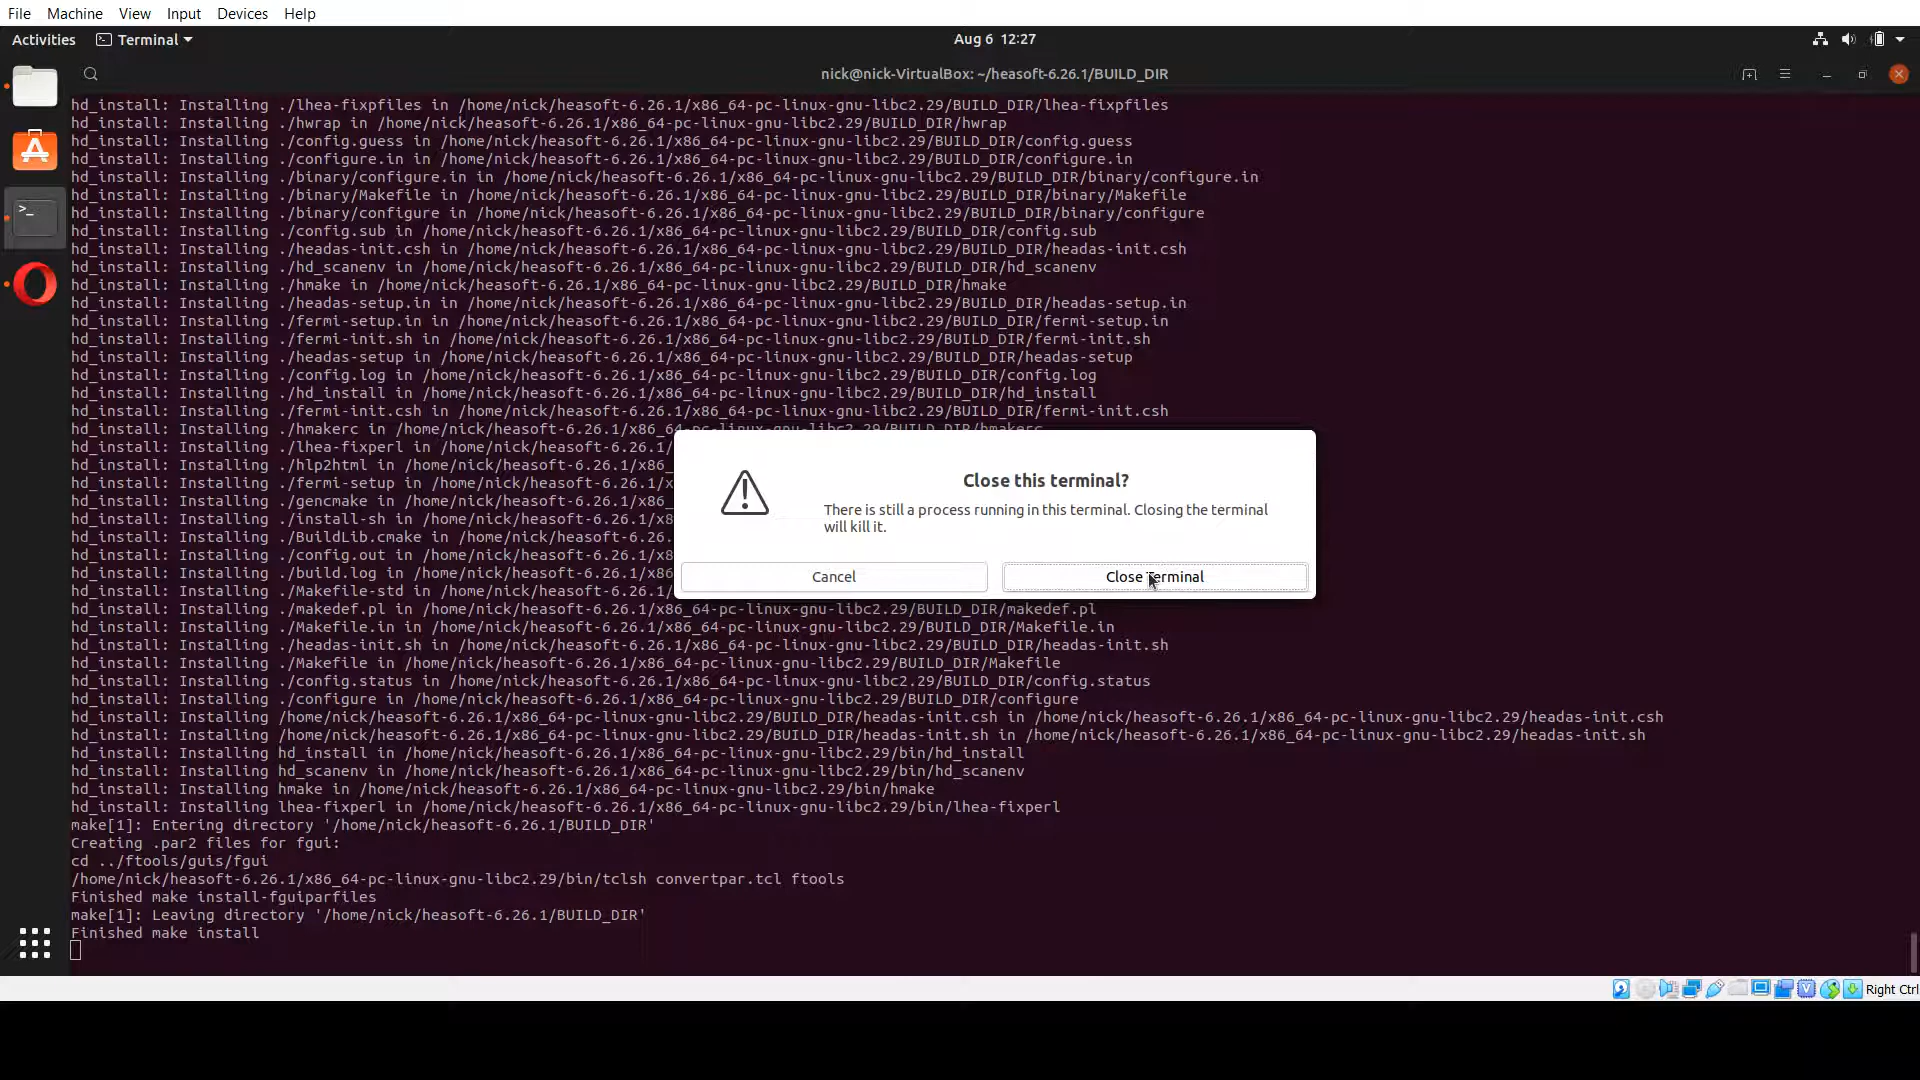 File Machine View Input Devices Help
Activities Terminal Aug 6 12:27
nick@nick-VirtualBox: ~/heasoft-6.26.1/BUILD_DIR
hd_install: Installing ./lhea-fixpfiles in /home/nick/heasoft-6.26.1/x86_64-pc-linux-gnu-libc2.29/BUILD_DIR/lhea-fixpfiles
hd_install: Installing ./hwrap in /home/nick/heasoft-6.26.1/x86_64-pc-linux-gnu-libc2.29/BUILD_DIR/hwrap
hd_install: Installing ./config.guess in /home/nick/heasoft-6.26.1/x86_64-pc-linux-gnu-libc2.29/BUILD_DIR/config.guess
hd_install: Installing ./configure.in in /home/nick/heasoft-6.26.1/x86_64-pc-linux-gnu-libc2.29/BUILD_DIR/configure.in
hd_install: Installing ./binary/configure.in in /home/nick/heasoft-6.26.1/x86_64-pc-linux-gnu-libc2.29/BUILD_DIR/binary/configure.in
hd_install: Installing ./binary/Makefile in /home/nick/heasoft-6.26.1/x86_64-pc-linux-gnu-libc2.29/BUILD_DIR/binary/Makefile
hd_install: Installing ./binary/configure in /home/nick/heasoft-6.26.1/x86_64-pc-linux-gnu-libc2.29/BUILD_DIR/binary/configure
hd_install: Installing ./config.sub in /home/nick/heasoft-6.26.1/x86_64-pc-linux-gnu-libc2.29/BUILD_DIR/config.sub
hd_install: Installing ./headas-init.csh in /home/nick/heasoft-6.26.1/x86_64-pc-linux-gnu-libc2.29/BUILD_DIR/headas-init.csh
hd_install: Installing ./hd_scanenv in /home/nick/heasoft-6.26.1/x86_64-pc-linux-gnu-libc2.29/BUILD_DIR/hd_scanenv
hd_install: Installing ./hmake in /home/nick/heasoft-6.26.1/x86_64-pc-linux-gnu-libc2.29/BUILD_DIR/hmake
hd_install: Installing ./headas-setup.in in /home/nick/heasoft-6.26.1/x86_64-pc-linux-gnu-libc2.29/BUILD_DIR/headas-setup.in
hd_install: Installing ./fermi-setup.in in /home/nick/heasoft-6.26.1/x86_64-pc-linux-gnu-libc2.29/BUILD_DIR/fermi-setup.in
hd_install: Installing ./fermi-init.sh in /home/nick/heasoft-6.26.1/x86_64-pc-linux-gnu-libc2.29/BUILD_DIR/fermi-init.sh
hd_install: Installing ./headas-setup in /home/nick/heasoft-6.26.1/x86_64-pc-linux-gnu-libc2.29/BUILD_DIR/headas-setup
hd_install: Installing ./config.log in /home/nick/heasoft-6.26.1/x86_64-pc-linux-gnu-libc2.29/BUILD_DIR/config.log
hd_install: Installing ./hd_install in /home/nick/heasoft-6.26.1/x86_64-pc-linux-gnu-libc2.29/BUILD_DIR/hd_install
hd_install: Installing ./fermi-init.csh in /home/nick/heasoft-6.26.1/x86_64-pc-linux-gnu-libc2.29/BUILD_DIR/fermi-init.csh
hd_install: Installing ./hmakerc in /home/nick/heasoft-6.26.1/x86_64-pc-linux-gnu-libc2.29/BUILD_DIR/hmakerc
hd_install: Installing ./lhea-fixperl in /home/nick/heasoft-6.26.1/
hd_install: Installing ./hlp2html in /home/nick/heasoft-6.26.1/x86_
hd_install: Installing ./fermi-setup in /home/nick/heasoft-6.26.1/x
hd_install: Installing ./gencmake in /home/nick/heasoft-6.26.1/x86_
hd_install: Installing ./install-sh in /home/nick/heasoft-6.26.1/x8
hd_install: Installing ./BuildLib.cmake in /home/nick/heasoft-6.26.
hd_install: Installing ./config.out in /home/nick/heasoft-6.26.1/x8
hd_install: Installing ./build.log in /home/nick/heasoft-6.26.1/x86
hd_install: Installing ./Makefile-std in /home/nick/heasoft-6.26.1/
Close this terminal?
There is still a process running in this terminal. Closing the terminal
will kill it.
Cancel Close Terminal
hd_install: Installing ./makedef.pl in /home/nick/heasoft-6.26.1/x86_64-pc-linux-gnu-libc2.29/BUILD_DIR/makedef.pl
hd_install: Installing ./Makefile.in in /home/nick/heasoft-6.26.1/x86_64-pc-linux-gnu-libc2.29/BUILD_DIR/Makefile.in
hd_install: Installing ./headas-init.sh in /home/nick/heasoft-6.26.1/x86_64-pc-linux-gnu-libc2.29/BUILD_DIR/headas-init.sh
hd_install: Installing ./Makefile in /home/nick/heasoft-6.26.1/x86_64-pc-linux-gnu-libc2.29/BUILD_DIR/Makefile
hd_install: Installing ./config.status in /home/nick/heasoft-6.26.1/x86_64-pc-linux-gnu-libc2.29/BUILD_DIR/config.status
hd_install: Installing ./configure in /home/nick/heasoft-6.26.1/x86_64-pc-linux-gnu-libc2.29/BUILD_DIR/configure
hd_install: Installing /home/nick/heasoft-6.26.1/x86_64-pc-linux-gnu-libc2.29/BUILD_DIR/headas-init.csh in /home/nick/heasoft-6.26.1/x86_64-pc-linux-gnu-libc2.29/headas-init.csh
hd_install: Installing /home/nick/heasoft-6.26.1/x86_64-pc-linux-gnu-libc2.29/BUILD_DIR/headas-init.sh in /home/nick/heasoft-6.26.1/x86_64-pc-linux-gnu-libc2.29/headas-init.sh
hd_install: Installing hd_install in /home/nick/heasoft-6.26.1/x86_64-pc-linux-gnu-libc2.29/bin/hd_install
hd_install: Installing hd_scanenv in /home/nick/heasoft-6.26.1/x86_64-pc-linux-gnu-libc2.29/bin/hd_scanenv
hd_install: Installing hmake in /home/nick/heasoft-6.26.1/x86_64-pc-linux-gnu-libc2.29/bin/hmake
hd_install: Installing lhea-fixperl in /home/nick/heasoft-6.26.1/x86_64-pc-linux-gnu-libc2.29/bin/lhea-fixperl
make[1]: Entering directory '/home/nick/heasoft-6.26.1/BUILD_DIR'
Creating .par2 files for fgui:
cd ../ftools/guis/fgui
/home/nick/heasoft-6.26.1/x86_64-pc-linux-gnu-libc2.29/bin/tclsh convertpar.tcl ftools
Finished make install-fguiparfiles
make[1]: Leaving directory '/home/nick/heasoft-6.26.1/BUILD_DIR'
Finished make install
Right Ctrl